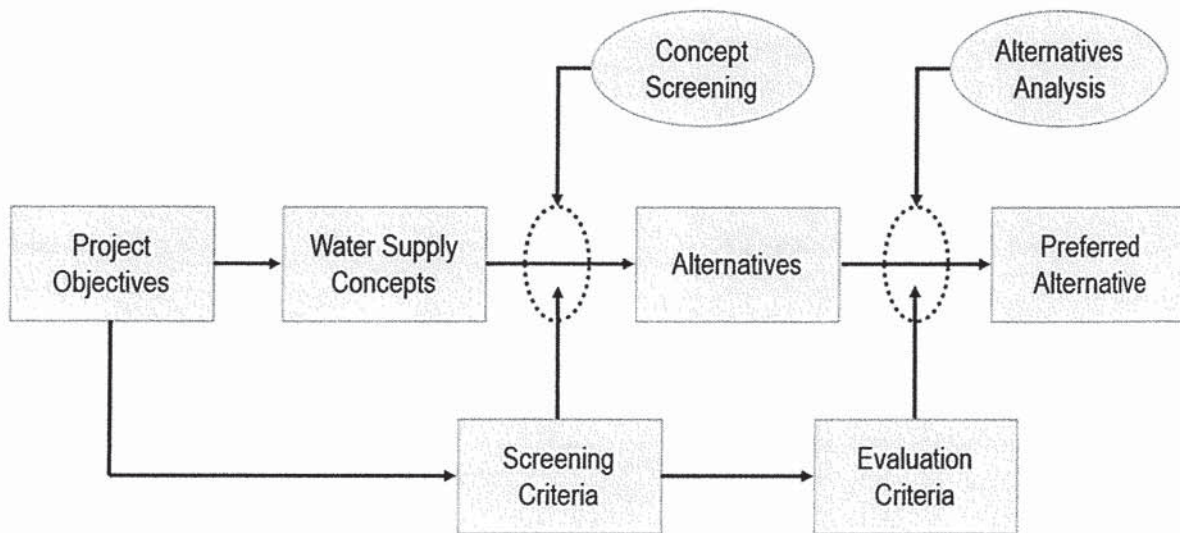 Concept
Screening
Alternatives
Analysis
Project
Objectives
Water Supply
Concepts
Alternatives
Preferred
Alternative
Screening
Criteria
Evaluation
Criteria